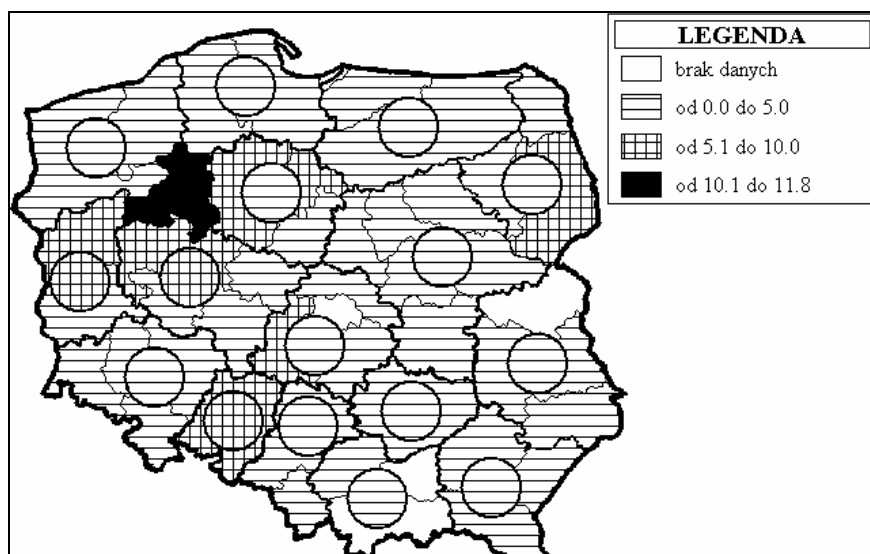 LEGENDA
brak danych
od 0.0 do 5.0
od 5.1 do 10.0
od 10.1 do 11.8